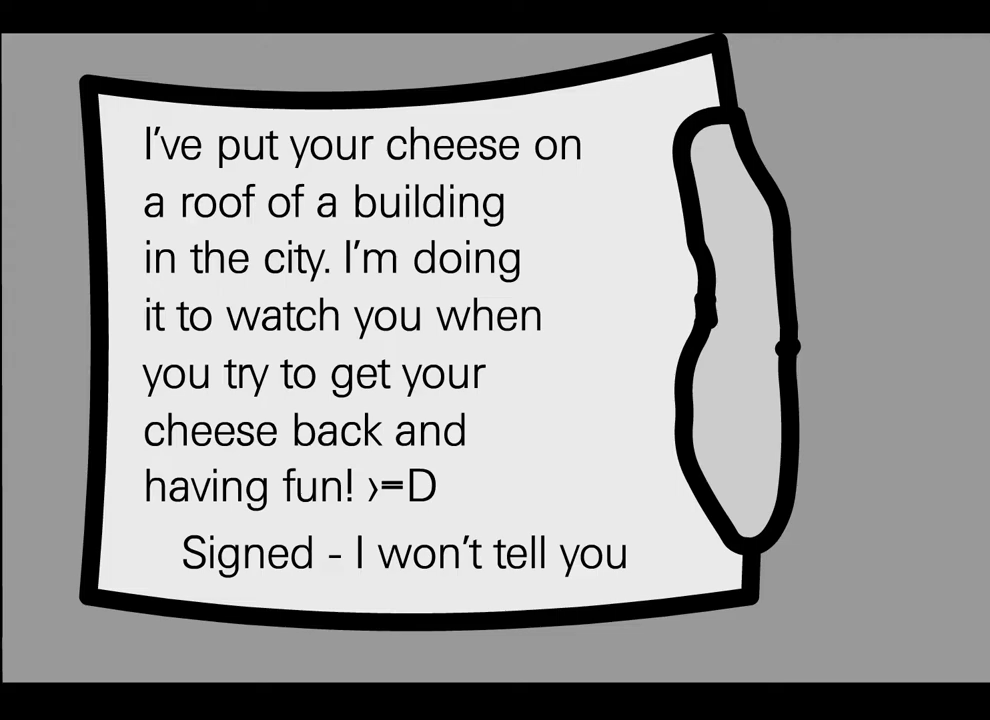 I’ve put your cheese on
a roof of a building
in the city. I’m doing
it to watch you when
you try to get your
cheese back and
having fun! ›=D
Signed - I won’t tell you